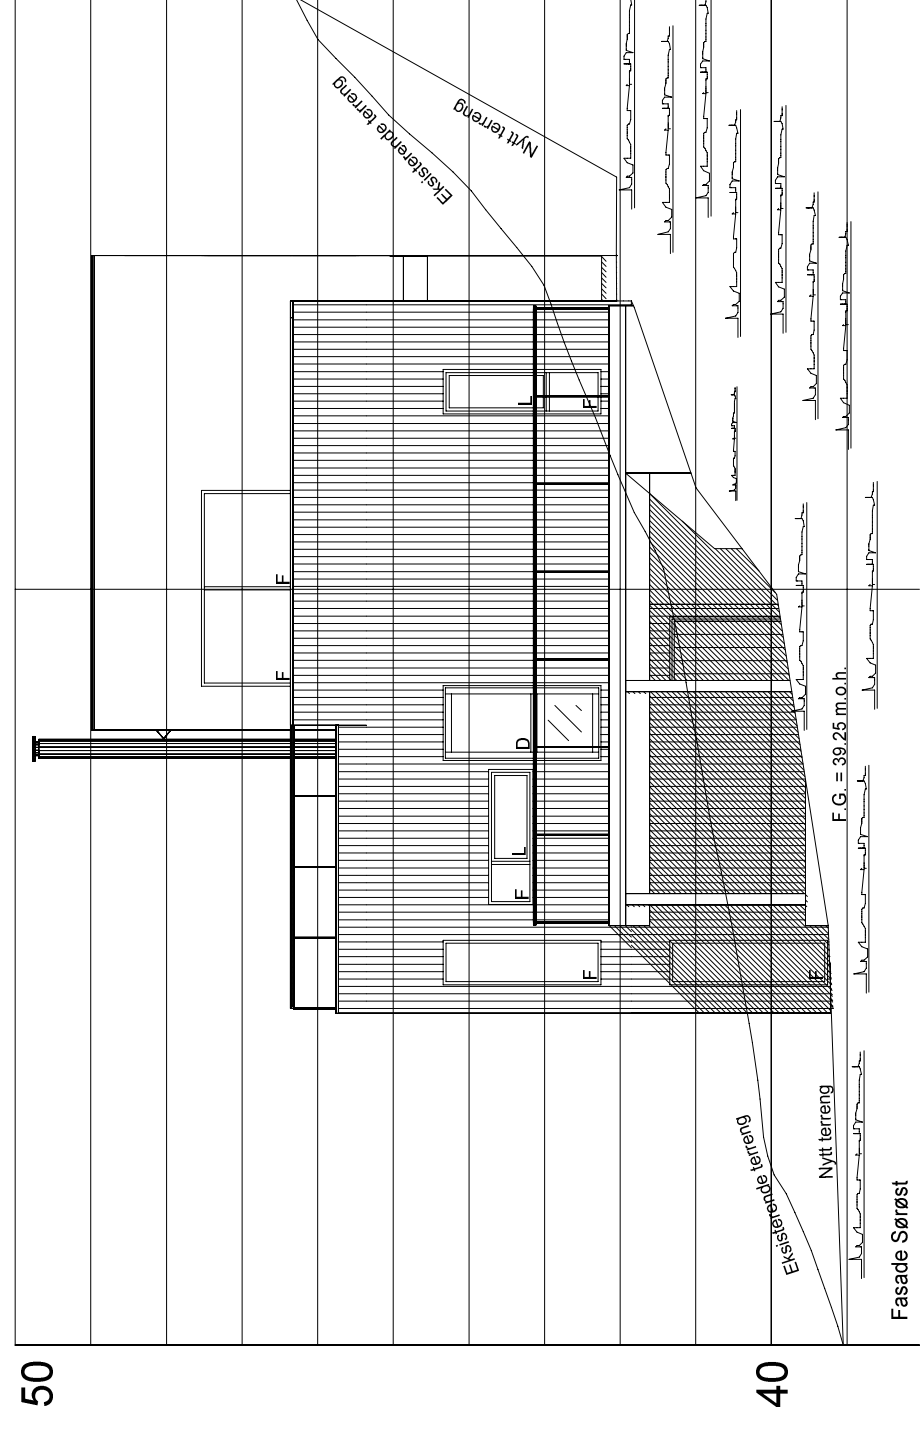 50
40
Eksisterende terreng
Nytt terreng
F
F
L
F
D
L
F
F
F
F.G. = 39.25 m.o.h.
Eksisterende terreng
Nytt terreng
Fasade Sørøst